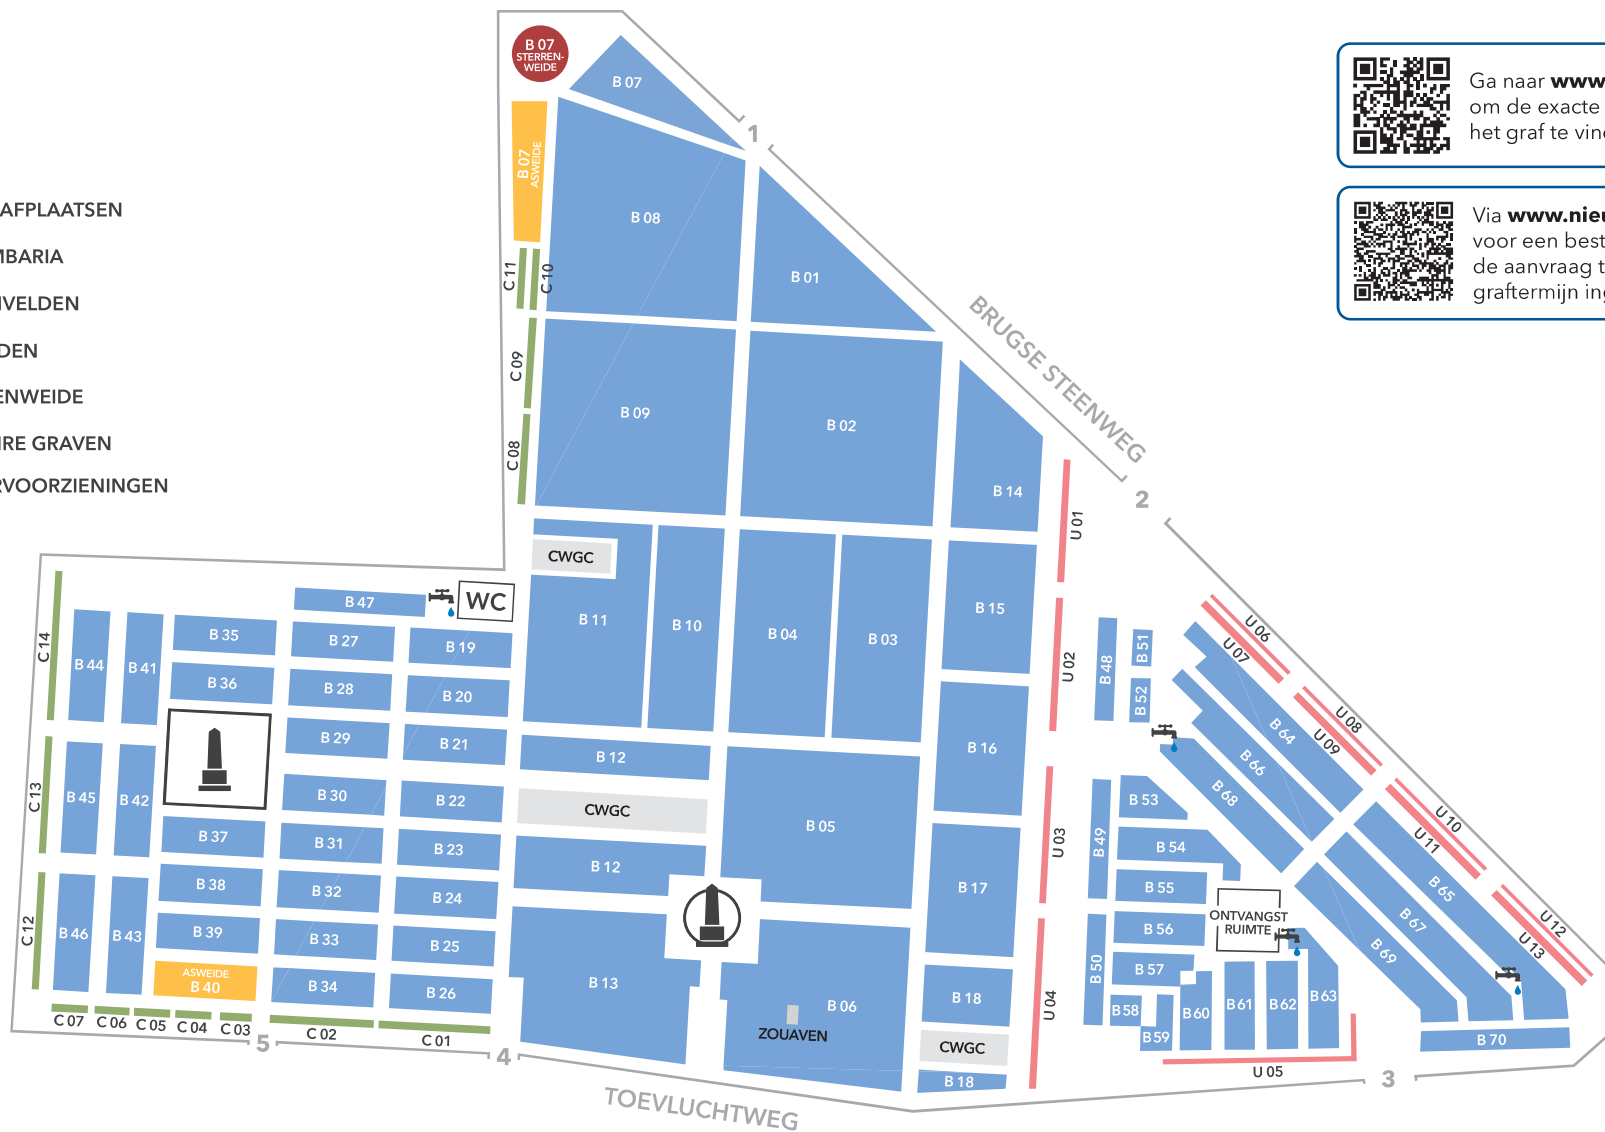 B 07
STERREN-
WEIDE
B 07
1
B 07
ASWEIDE
B 08
B 01
C 11
C 10
C 09
C 08
B 09
B 02
B 14
BRUGSE STEENWEG
2
Ga naar www.
om de exacte
het graf te vind
Via www.nieu
voor een best
de aanvraag t
graftermijn ing
AFPLAATSEN
MBARIA
NVELDEN
DEN
ENWEIDE
IRE GRAVEN
RVOORZIENINGEN
CWGC
B 11
B 10
B 04
B 03
B 15
U 01
U 02
B 16
B 12
CWGC
B 12
B 05
B 17
U 03
B 13
B 06
ZOUAVEN
B 18
CWGC
B 18
U 04
WC
B 47
B 35
B 27
B 19
B 36
B 28
B 20
B 29
B 21
B 30
B 22
B 37
B 31
B 23
B 38
B 32
B 24
B 39
B 33
B 25
ASWEIDE
B 40
B 34
B 26
C 14
B 44
B 41
C 13
B 45
B 42
C 12
B 46
B 43
C 07
C 06
C 05
C 04
C 03
5
C 02
C 01
4
TOEVLUCHTWEG
B 48
B 51
B 52
B 49
B 53
B 54
B 55
B 56
B 50
B 57
B 58
B 59
B 60
B 61
B 62
B 63
ONTVANGST
RUIMTE
U 05
3
U 06
U 07
U 08
U 09
U 10
U 11
U 12
U 13
B 64
B 66
B 68
B 65
B 67
B 69
B 70